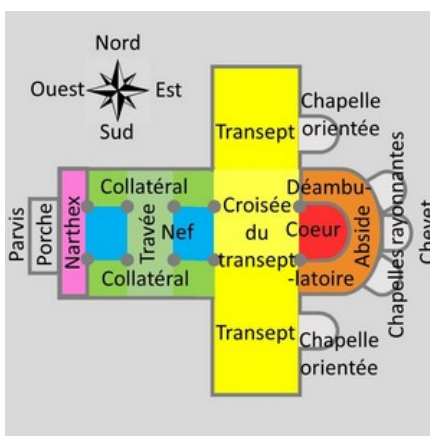 Nord
Ouest
Est
Sud
Chapelle
orientée
Transept
Collatéral
Croisée
du
transept
Déambu-
-latoire
Coeur
Abside
Chapelles rayonnantes
Chevet
Parvis
Porche
Narthex
Travée
Nef
Collatéral
Transept
Chapelle
orientée